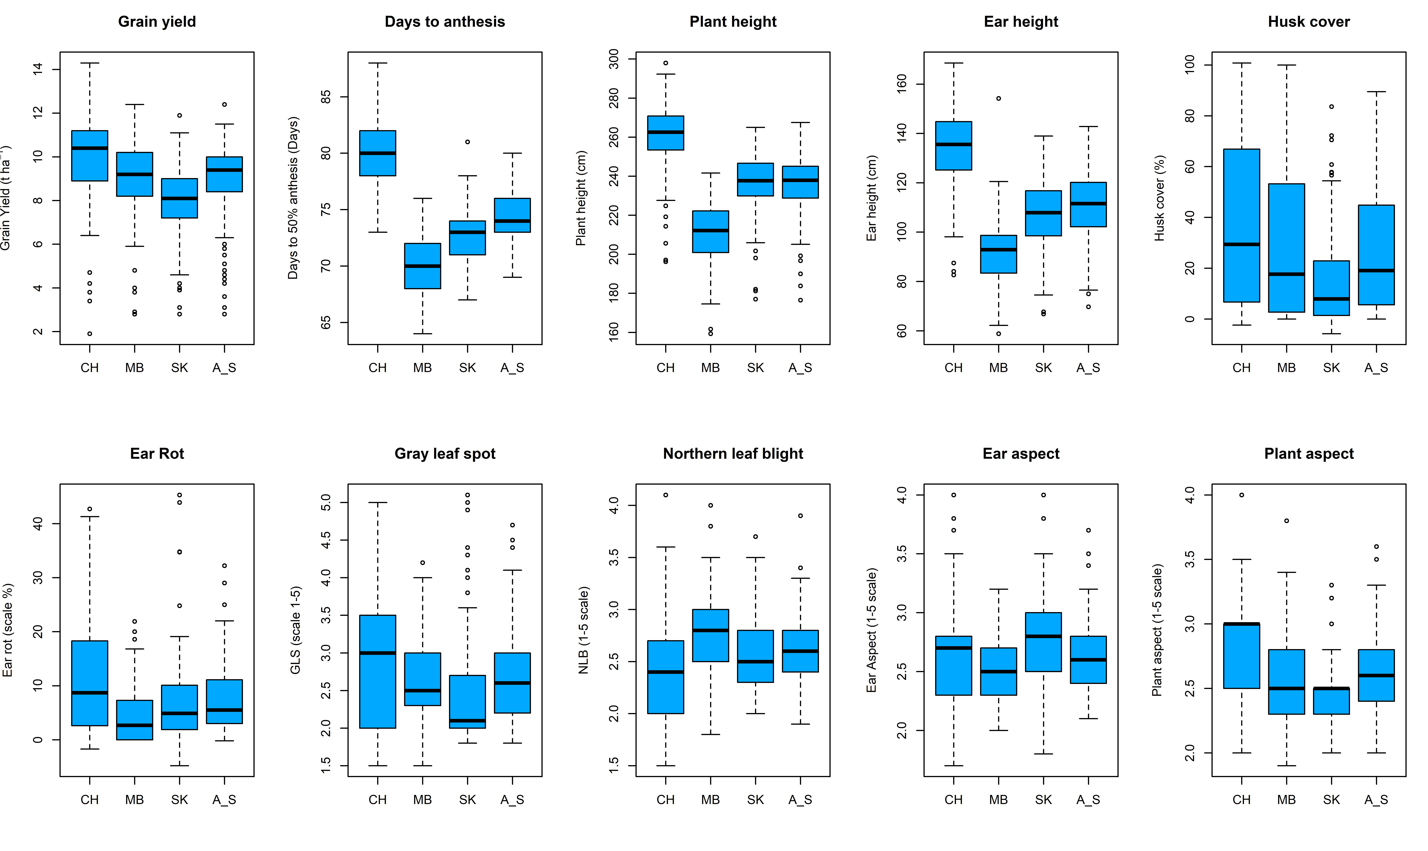 Grain yield
Grain Yield (t ha⁻¹)
14
12
10
8
6
4
2
CH MB SK A_S
Days to anthesis
Days to 50% anthesis (Days)
85
80
75
70
65
CH MB SK A_S
Plant height
Plant height (cm)
300
280
260
240
220
200
180
160
CH MB SK A_S
Ear height
Ear height (cm)
160
140
120
100
80
60
CH MB SK A_S
Husk cover
Husk cover (%)
100
80
60
40
20
0
CH MB SK A_S
Ear Rot
Ear rot (scale %)
40
30
20
10
0
CH MB SK A_S
Gray leaf spot
GLS (scale 1-5)
5.0
4.5
4.0
3.5
3.0
2.5
2.0
1.5
CH MB SK A_S
Northern leaf blight
NLB (1-5 scale)
4.0
3.5
3.0
2.5
2.0
1.5
CH MB SK A_S
Ear aspect
Ear Aspect (1-5 scale)
4.0
3.5
3.0
2.5
2.0
CH MB SK A_S
Plant aspect
Plant aspect (1-5 scale)
4.0
3.5
3.0
2.5
2.0
CH MB SK A_S